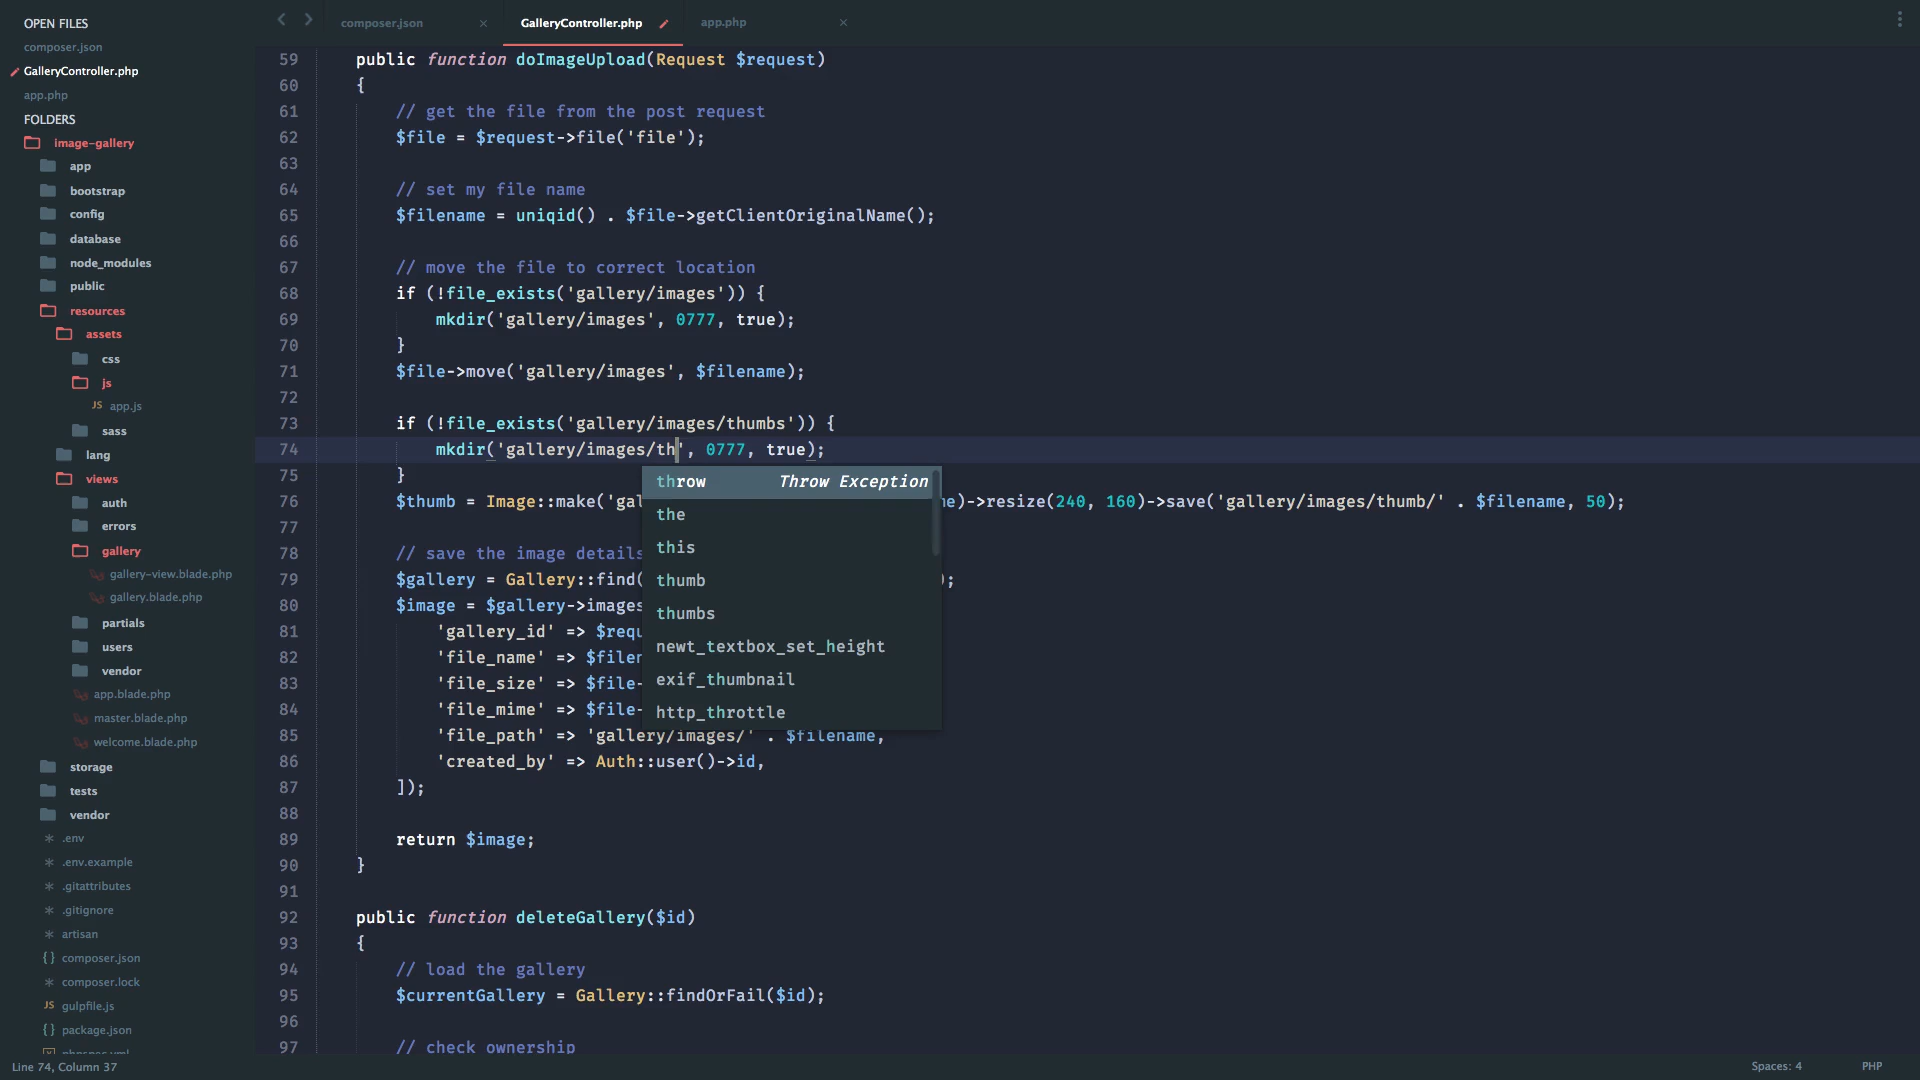 OPEN FILES
composer.json
GalleryController.php
app.php
FOLDERS
image-gallery
app
bootstrap
config
database
node_modules
public
resources
assets
css
js
JS app.js
sass
lang
views
auth
errors
gallery
gallery-view.blade.php
gallery.blade.php
partials
users
vendor
app.blade.php
master.blade.php
welcome.blade.php
storage
tests
vendor
* .env
* .env.example
* .gitattributes
* .gitignore
* artisan
{} composer.json
* composer.lock
JS gulpfile.js
{} package.json
composer.json ×
GalleryController.php
app.php ×
59 public function doImageUpload(Request $request)
60 {
61 // get the file from the post request
62 $file = $request->file('file');
63
64 // set my file name
65 $filename = uniqid() . $file->getClientOriginalName();
66
67 // move the file to correct location
68 if (!file_exists('gallery/images')) {
69 mkdir('gallery/images', 0777, true);
70 }
71 $file->move('gallery/images', $filename);
72
73 if (!file_exists('gallery/images/thumbs')) {
74 mkdir('gallery/images/th', 0777, true);
75 }
76 $thumb = Image::make('gal e)->resize(240, 160)->save('gallery/images/thumb/' . $filename, 50);
77
78 // save the image details
79 $gallery = Gallery::find( );
80 $image = $gallery->images
81 'gallery_id' => $requ
82 'file_name' => $filen
83 'file_size' => $file-
84 'file_mime' => $file-
85 'file_path' => 'gallery/images/' . $filename,
86 'created_by' => Auth::user()->id,
87 ]);
88
89 return $image;
90 }
91
92 public function deleteGallery($id)
93 {
94 // load the gallery
95 $currentGallery = Gallery::findOrFail($id);
96
97 // check ownership
throw Throw Exception
the
this
thumb
thumbs
newt_textbox_set_height
exif_thumbnail
http_throttle
Line 74, Column 37
Spaces: 4
PHP